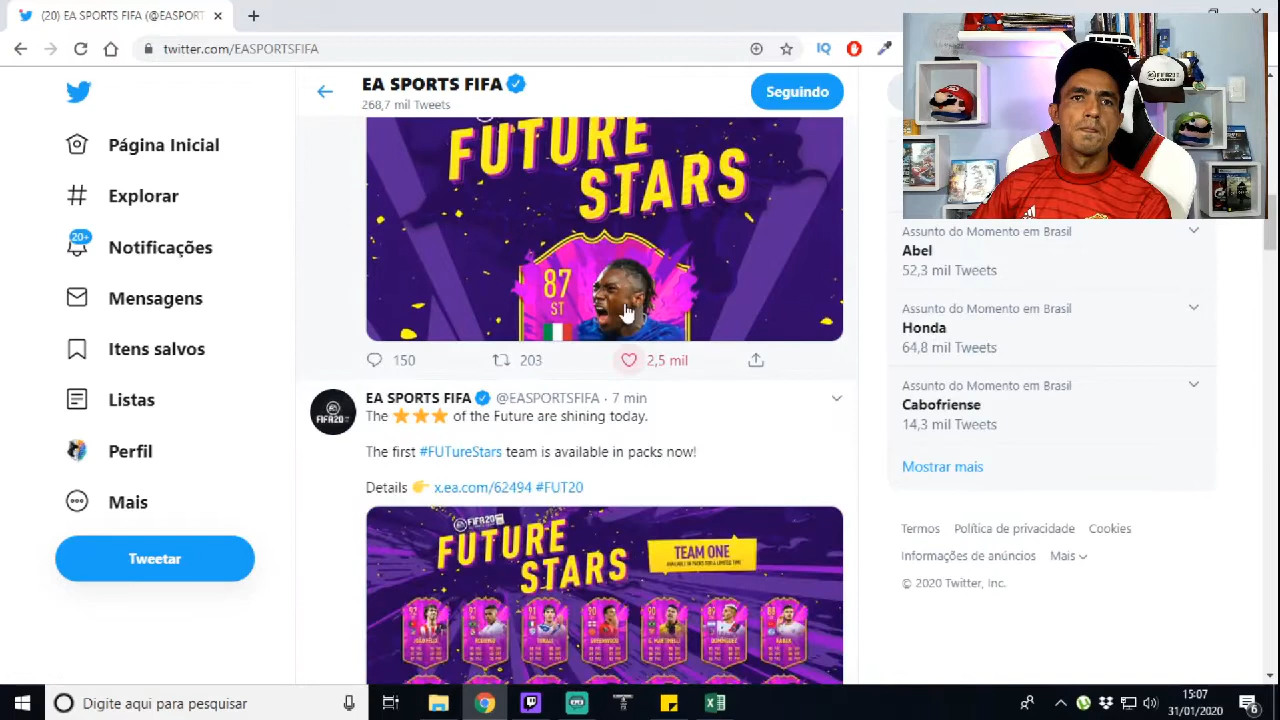 (20) EA SPORTS FIFA (@EASPORT
twitter.com/EASPORTSFIFA
IQ
EA SPORTS FIFA
268,7 mil Tweets
Seguindo
Página Inicial
Explorar
20+
Notificações
Mensagens
Itens salvos
Listas
Perfil
Mais
Tweetar
FUTURE
STARS
87
ST
150
203
2,5 mil
EA SPORTS FIFA @EASPORTSFIFA · 7 min
The ⭐⭐⭐ of the Future are shining today.
The first #FUTureStars team is available in packs now!
Details 👉 x.ea.com/62494 #FUT20
FIFA20
FIFA20
FUTURE
STARS
TEAM ONE
Assunto do Momento em Brasil
Abel
52,3 mil Tweets
Assunto do Momento em Brasil
Honda
64,8 mil Tweets
Assunto do Momento em Brasil
Cabofriense
14,3 mil Tweets
Mostrar mais
Termos Política de privacidade Cookies
Informações de anúncios Mais
© 2020 Twitter, Inc.
Digite aqui para pesquisar
15:07
31/01/2020
6